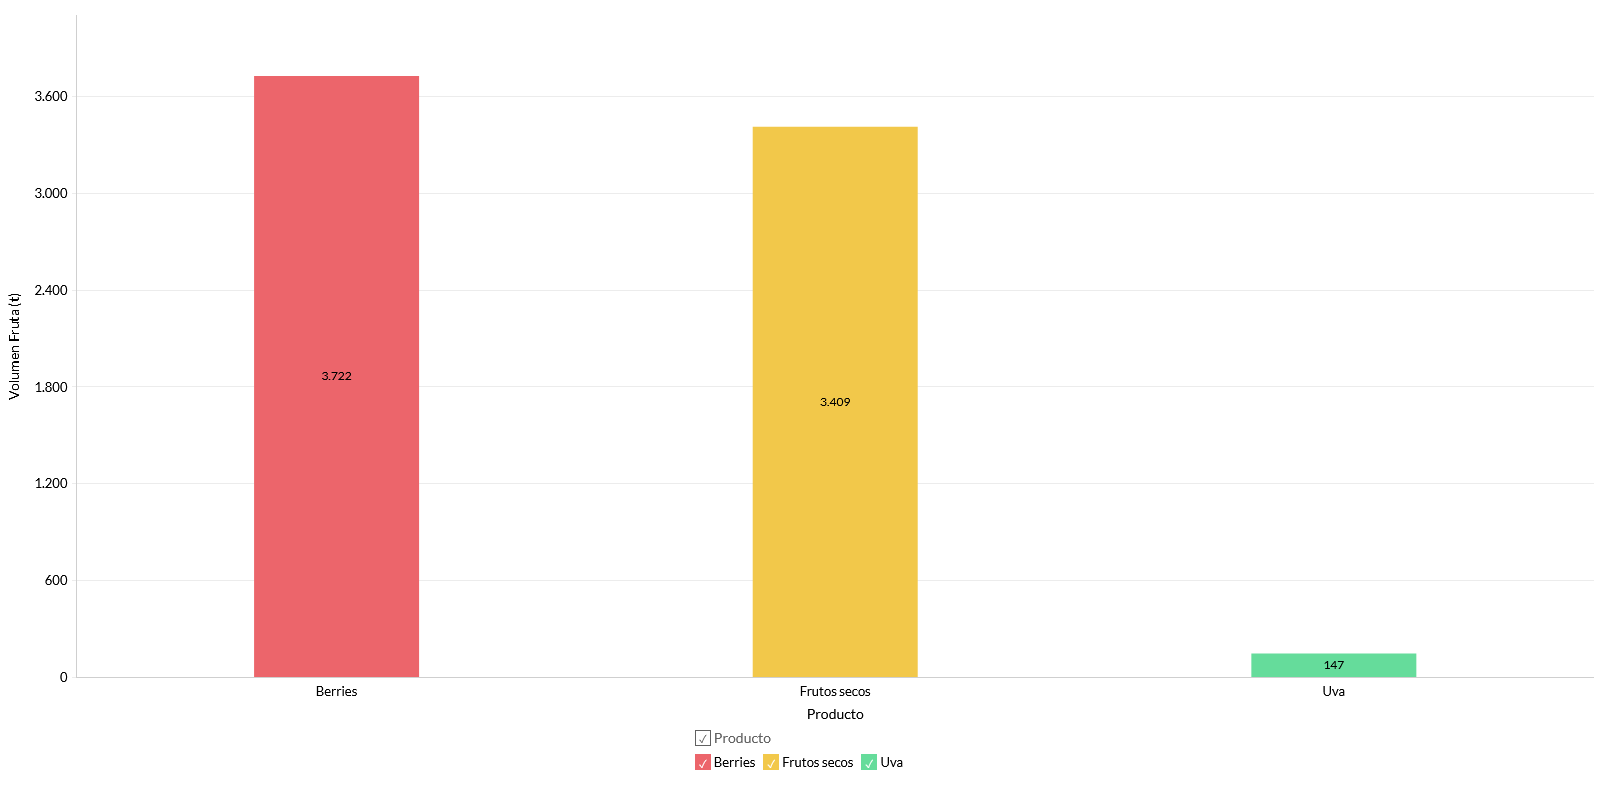 Volumen Fruta (t)
3.600
3.000
2.400
1.800
1.200
600
0
3.722
3.409
147
Berries
Frutos secos
Uva
Producto
Producto
Berries Frutos secos Uva